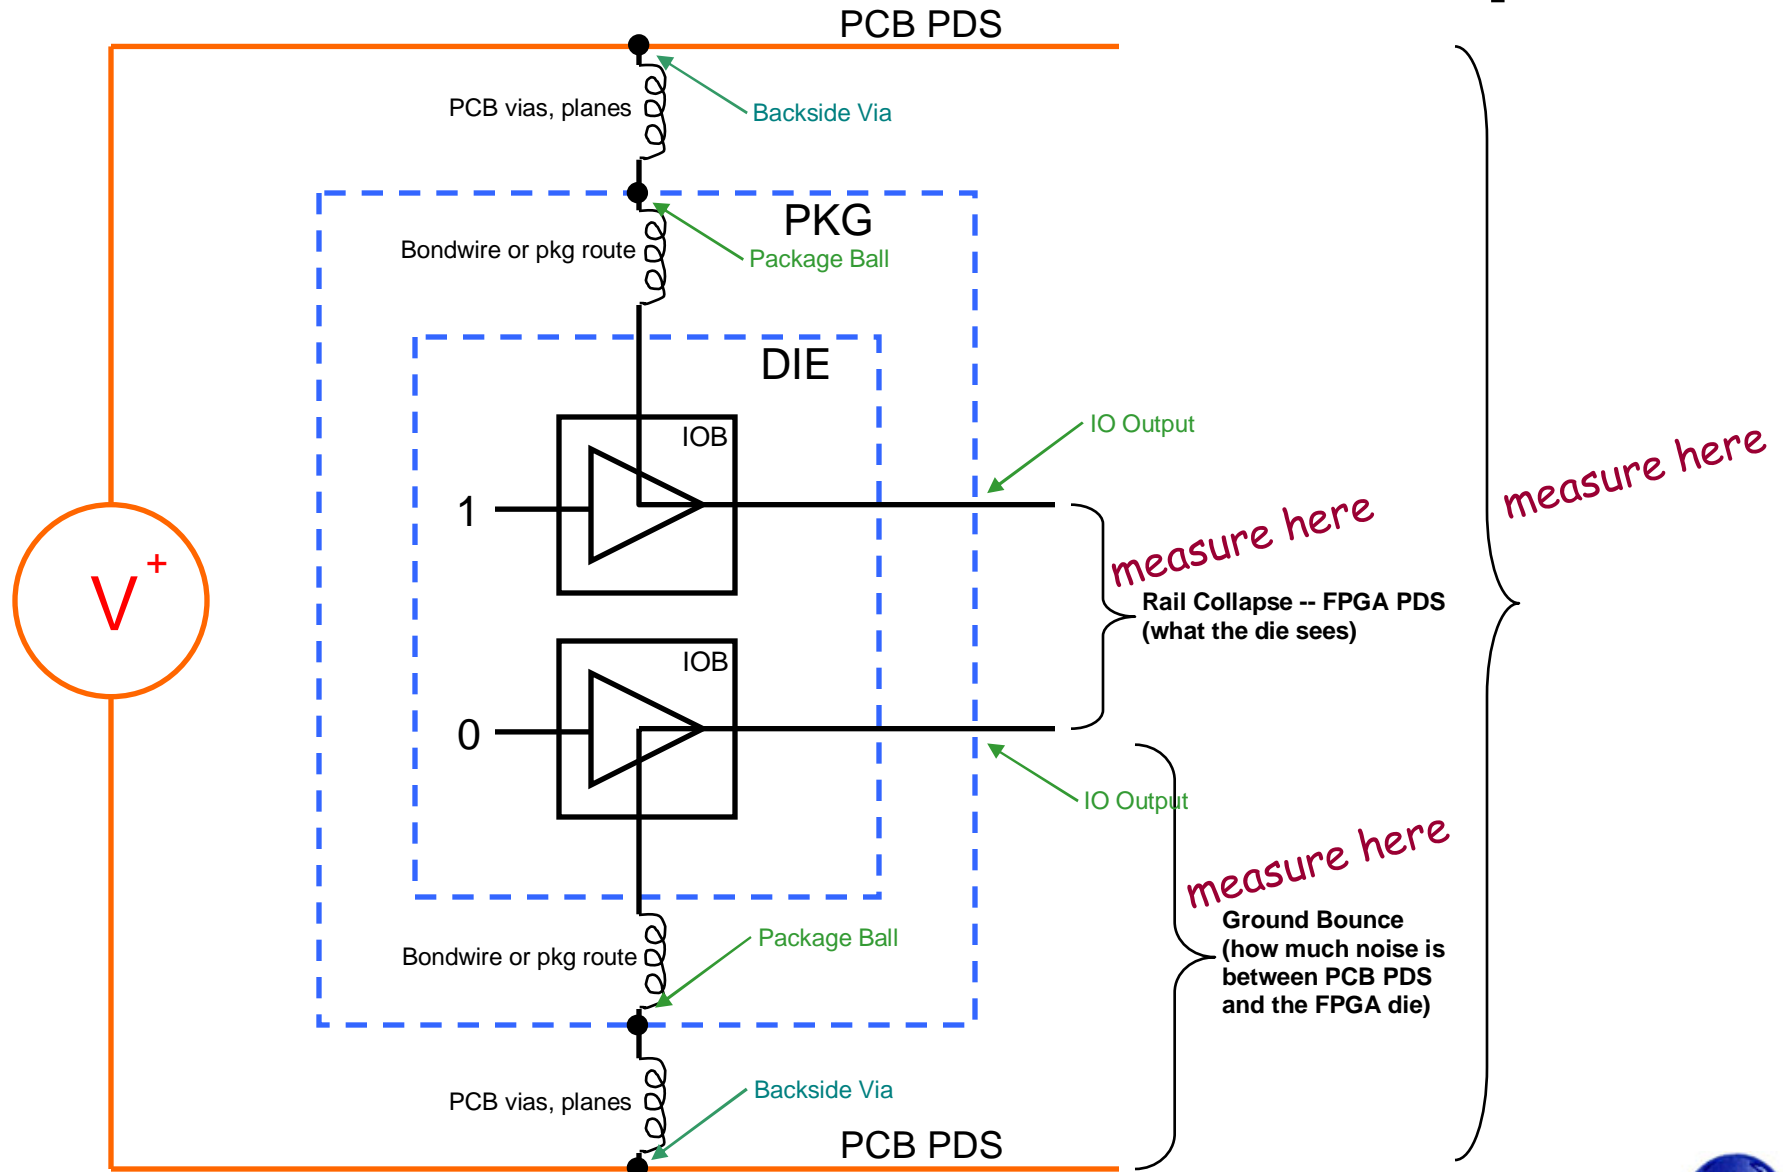 PCB PDS
PCB vias, planes
Backside Via
PKG
Bondwire or pkg route
Package Ball
DIE
IOB
IO Output
1
measure here
measure here
V +
Rail Collapse -- FPGA PDS
(what the die sees)
IOB
0
IO Output
measure here
Ground Bounce
(how much noise is
between PCB PDS
and the FPGA die)
Package Ball
Bondwire or pkg route
Backside Via
PCB vias, planes
PCB PDS